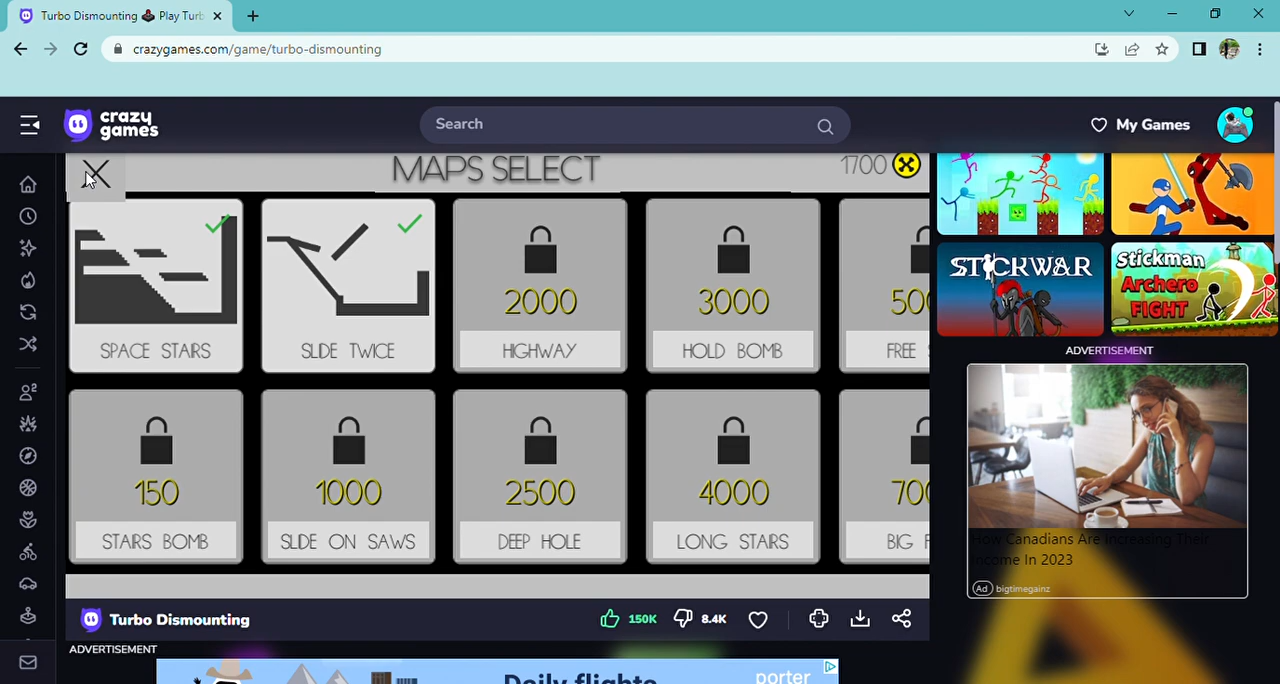 Turbo Dismounting Play Turb
crazygames.com/game/turbo-dismounting
crazy games
Search
My Games
MAPS SELECT
1700
SPACE STAIRS
SLIDE TWICE
2000
HIGHWAY
3000
HOLD BOMB
FREE
150
STAIRS BOMB
1000
SLIDE ON SAWS
2500
DEEP HOLE
4000
LONG STAIRS
BIG
STICKWAR
Stickman
Archero
FIGHT
ADVERTISEMENT
How Canadians Are Increasing Their
Income In 2023
Ad bigtimegainz
Turbo Dismounting
150K
8.4K
ADVERTISEMENT
Daily flights
porter